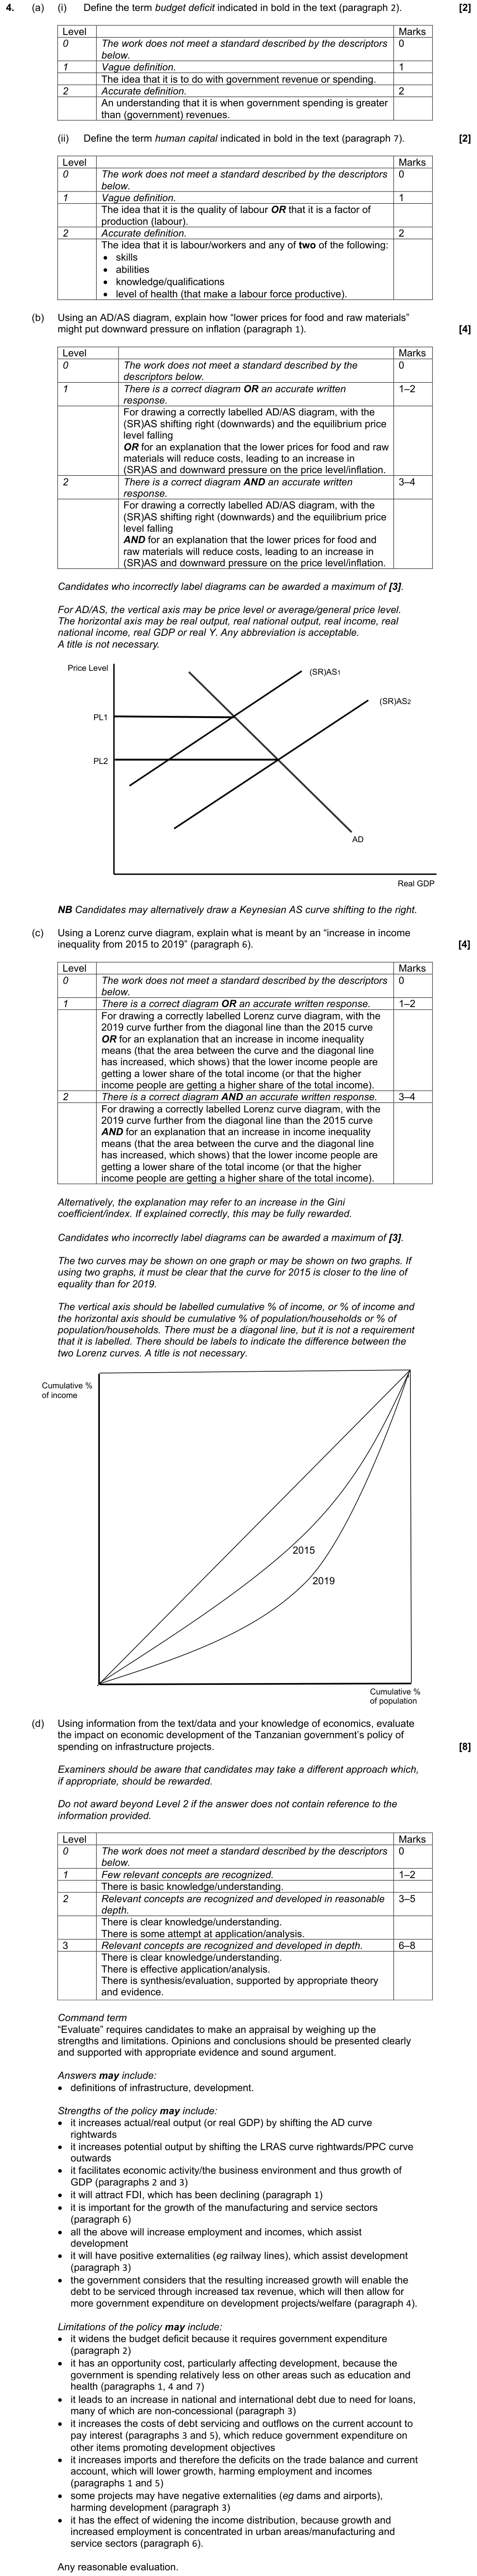 4. (a) (i) Define the term budget deficit indicated in bold in the text (paragraph 2). [2]
Level Marks
0 The work does not meet a standard described by the descriptors 0
below.
1 Vague definition. 1
The idea that it is to do with government revenue or spending.
2 Accurate definition. 2
An understanding that it is when government spending is greater
than (government) revenues.
(ii) Define the term human capital indicated in bold in the text (paragraph 7). [2]
Level Marks
0 The work does not meet a standard described by the descriptors 0
below.
1 Vague definition. 1
The idea that it is the quality of labour OR that it is a factor of
production (labour).
2 Accurate definition. 2
The idea that it is labour/workers and any of two of the following:
• skills
• abilities
• knowledge/qualifications
• level of health (that make a labour force productive).
(b) Using an AD/AS diagram, explain how “lower prices for food and raw materials”
might put downward pressure on inflation (paragraph 1). [4]
Level Marks
0 The work does not meet a standard described by the 0
descriptors below.
1 There is a correct diagram OR an accurate written 1–2
response.
For drawing a correctly labelled AD/AS diagram, with the
(SR)AS shifting right (downwards) and the equilibrium price
level falling
OR for an explanation that the lower prices for food and raw
materials will reduce costs, leading to an increase in
(SR)AS and downward pressure on the price level/inflation.
2 There is a correct diagram AND an accurate written 3–4
response.
For drawing a correctly labelled AD/AS diagram, with the
(SR)AS shifting right (downwards) and the equilibrium price
level falling
AND for an explanation that the lower prices for food and
raw materials will reduce costs, leading to an increase in
(SR)AS and downward pressure on the price level/inflation.
Candidates who incorrectly label diagrams can be awarded a maximum of [3].
For AD/AS, the vertical axis may be price level or average/general price level.
The horizontal axis may be real output, real national output, real income, real
national income, real GDP or real Y. Any abbreviation is acceptable.
A title is not necessary.
Price Level
(SR)AS1
(SR)AS2
PL1
PL2
AD
Real GDP
NB Candidates may alternatively draw a Keynesian AS curve shifting to the right.
(c) Using a Lorenz curve diagram, explain what is meant by an “increase in income
inequality from 2015 to 2019” (paragraph 6). [4]
Level Marks
0 The work does not meet a standard described by the descriptors 0
below.
1 There is a correct diagram OR an accurate written response. 1–2
For drawing a correctly labelled Lorenz curve diagram, with the
2019 curve further from the diagonal line than the 2015 curve
OR for an explanation that an increase in income inequality
means (that the area between the curve and the diagonal line
has increased, which shows) that the lower income people are
getting a lower share of the total income (or that the higher
income people are getting a higher share of the total income).
2 There is a correct diagram AND an accurate written response. 3–4
For drawing a correctly labelled Lorenz curve diagram, with the
2019 curve further from the diagonal line than the 2015 curve
AND for an explanation that an increase in income inequality
means (that the area between the curve and the diagonal line
has increased, which shows) that the lower income people are
getting a lower share of the total income (or that the higher
income people are getting a higher share of the total income).
Alternatively, the explanation may refer to an increase in the Gini
coefficient/index. If explained correctly, this may be fully rewarded.
Candidates who incorrectly label diagrams can be awarded a maximum of [3].
The two curves may be shown on one graph or may be shown on two graphs. If
using two graphs, it must be clear that the curve for 2015 is closer to the line of
equality than for 2019.
The vertical axis should be labelled cumulative % of income, or % of income and
the horizontal axis should be cumulative % of population/households or % of
population/households. There must be a diagonal line, but it is not a requirement
that it is labelled. There should be labels to indicate the difference between the
two Lorenz curves. A title is not necessary.
Cumulative %
of income
2015
2019
Cumulative %
of population
(d) Using information from the text/data and your knowledge of economics, evaluate
the impact on economic development of the Tanzanian government’s policy of
spending on infrastructure projects. [8]
Examiners should be aware that candidates may take a different approach which,
if appropriate, should be rewarded.
Do not award beyond Level 2 if the answer does not contain reference to the
information provided.
Level Marks
0 The work does not meet a standard described by the descriptors 0
below.
1 Few relevant concepts are recognized. 1–2
There is basic knowledge/understanding.
2 Relevant concepts are recognized and developed in reasonable 3–5
depth.
There is clear knowledge/understanding.
There is some attempt at application/analysis.
3 Relevant concepts are recognized and developed in depth. 6–8
There is clear knowledge/understanding.
There is effective application/analysis.
There is synthesis/evaluation, supported by appropriate theory
and evidence.
Command term
“Evaluate” requires candidates to make an appraisal by weighing up the
strengths and limitations. Opinions and conclusions should be presented clearly
and supported with appropriate evidence and sound argument.
Answers may include:
• definitions of infrastructure, development.
Strengths of the policy may include:
• it increases actual/real output (or real GDP) by shifting the AD curve
rightwards
• it increases potential output by shifting the LRAS curve rightwards/PPC curve
outwards
• it facilitates economic activity/the business environment and thus growth of
GDP (paragraphs 2 and 3)
• it will attract FDI, which has been declining (paragraph 1)
• it is important for the growth of the manufacturing and service sectors
(paragraph 6)
• all the above will increase employment and incomes, which assist
development
• it will have positive externalities (eg railway lines), which assist development
(paragraph 3)
• the government considers that the resulting increased growth will enable the
debt to be serviced through increased tax revenue, which will then allow for
more government expenditure on development projects/welfare (paragraph 4).
Limitations of the policy may include:
• it widens the budget deficit because it requires government expenditure
(paragraph 2)
• it has an opportunity cost, particularly affecting development, because the
government is spending relatively less on other areas such as education and
health (paragraphs 1, 4 and 7)
• it leads to an increase in national and international debt due to need for loans,
many of which are non-concessional (paragraph 3)
• it increases the costs of debt servicing and outflows on the current account to
pay interest (paragraphs 3 and 5), which reduce government expenditure on
other items promoting development objectives
• it increases imports and therefore the deficits on the trade balance and current
account, which will lower growth, harming employment and incomes
(paragraphs 1 and 5)
• some projects may have negative externalities (eg dams and airports),
harming development (paragraph 3)
• it has the effect of widening the income distribution, because growth and
increased employment is concentrated in urban areas/manufacturing and
service sectors (paragraph 6).
Any reasonable evaluation.